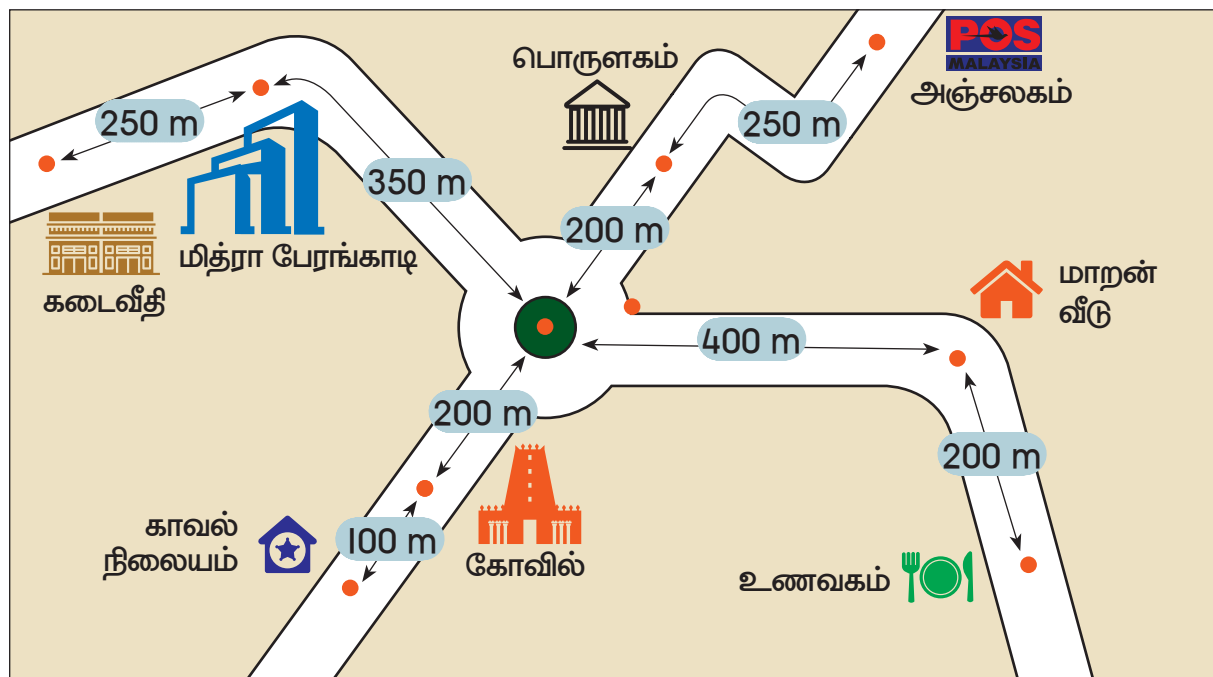 POS
MALAYSIA
அஞ்சலகம்
பொருளகம்
250 m
250 m
350 m
200 m
மித்ரா பேரங்காடி
கடைவீதி
மாறன்
வீடு
400 m
200 m
200 m
காவல்
நிலையம்
100 m
கோவில்
உணவகம்